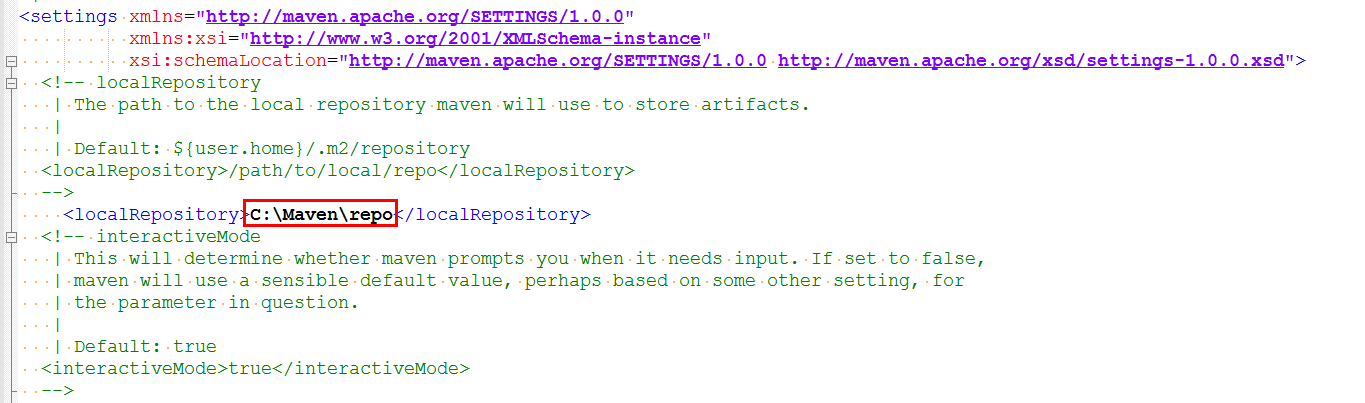 <settings xmlns="http://maven.apache.org/SETTINGS/1.0.0"
xmlns:xsi="http://www.w3.org/2001/XMLSchema-instance"
xsi:schemaLocation="http://maven.apache.org/SETTINGS/1.0.0 http://maven.apache.org/xsd/settings-1.0.0.xsd">
<!-- localRepository
| The path to the local repository maven will use to store artifacts.
|
| Default: ${user.home}/.m2/repository
<localRepository>/path/to/local/repo</localRepository>
-->
<localRepository>C:\Maven\repo</localRepository>
<!-- interactiveMode
| This will determine whether maven prompts you when it needs input. If set to false,
| maven will use a sensible default value, perhaps based on some other setting, for
| the parameter in question.
|
| Default: true
<interactiveMode>true</interactiveMode>
-->